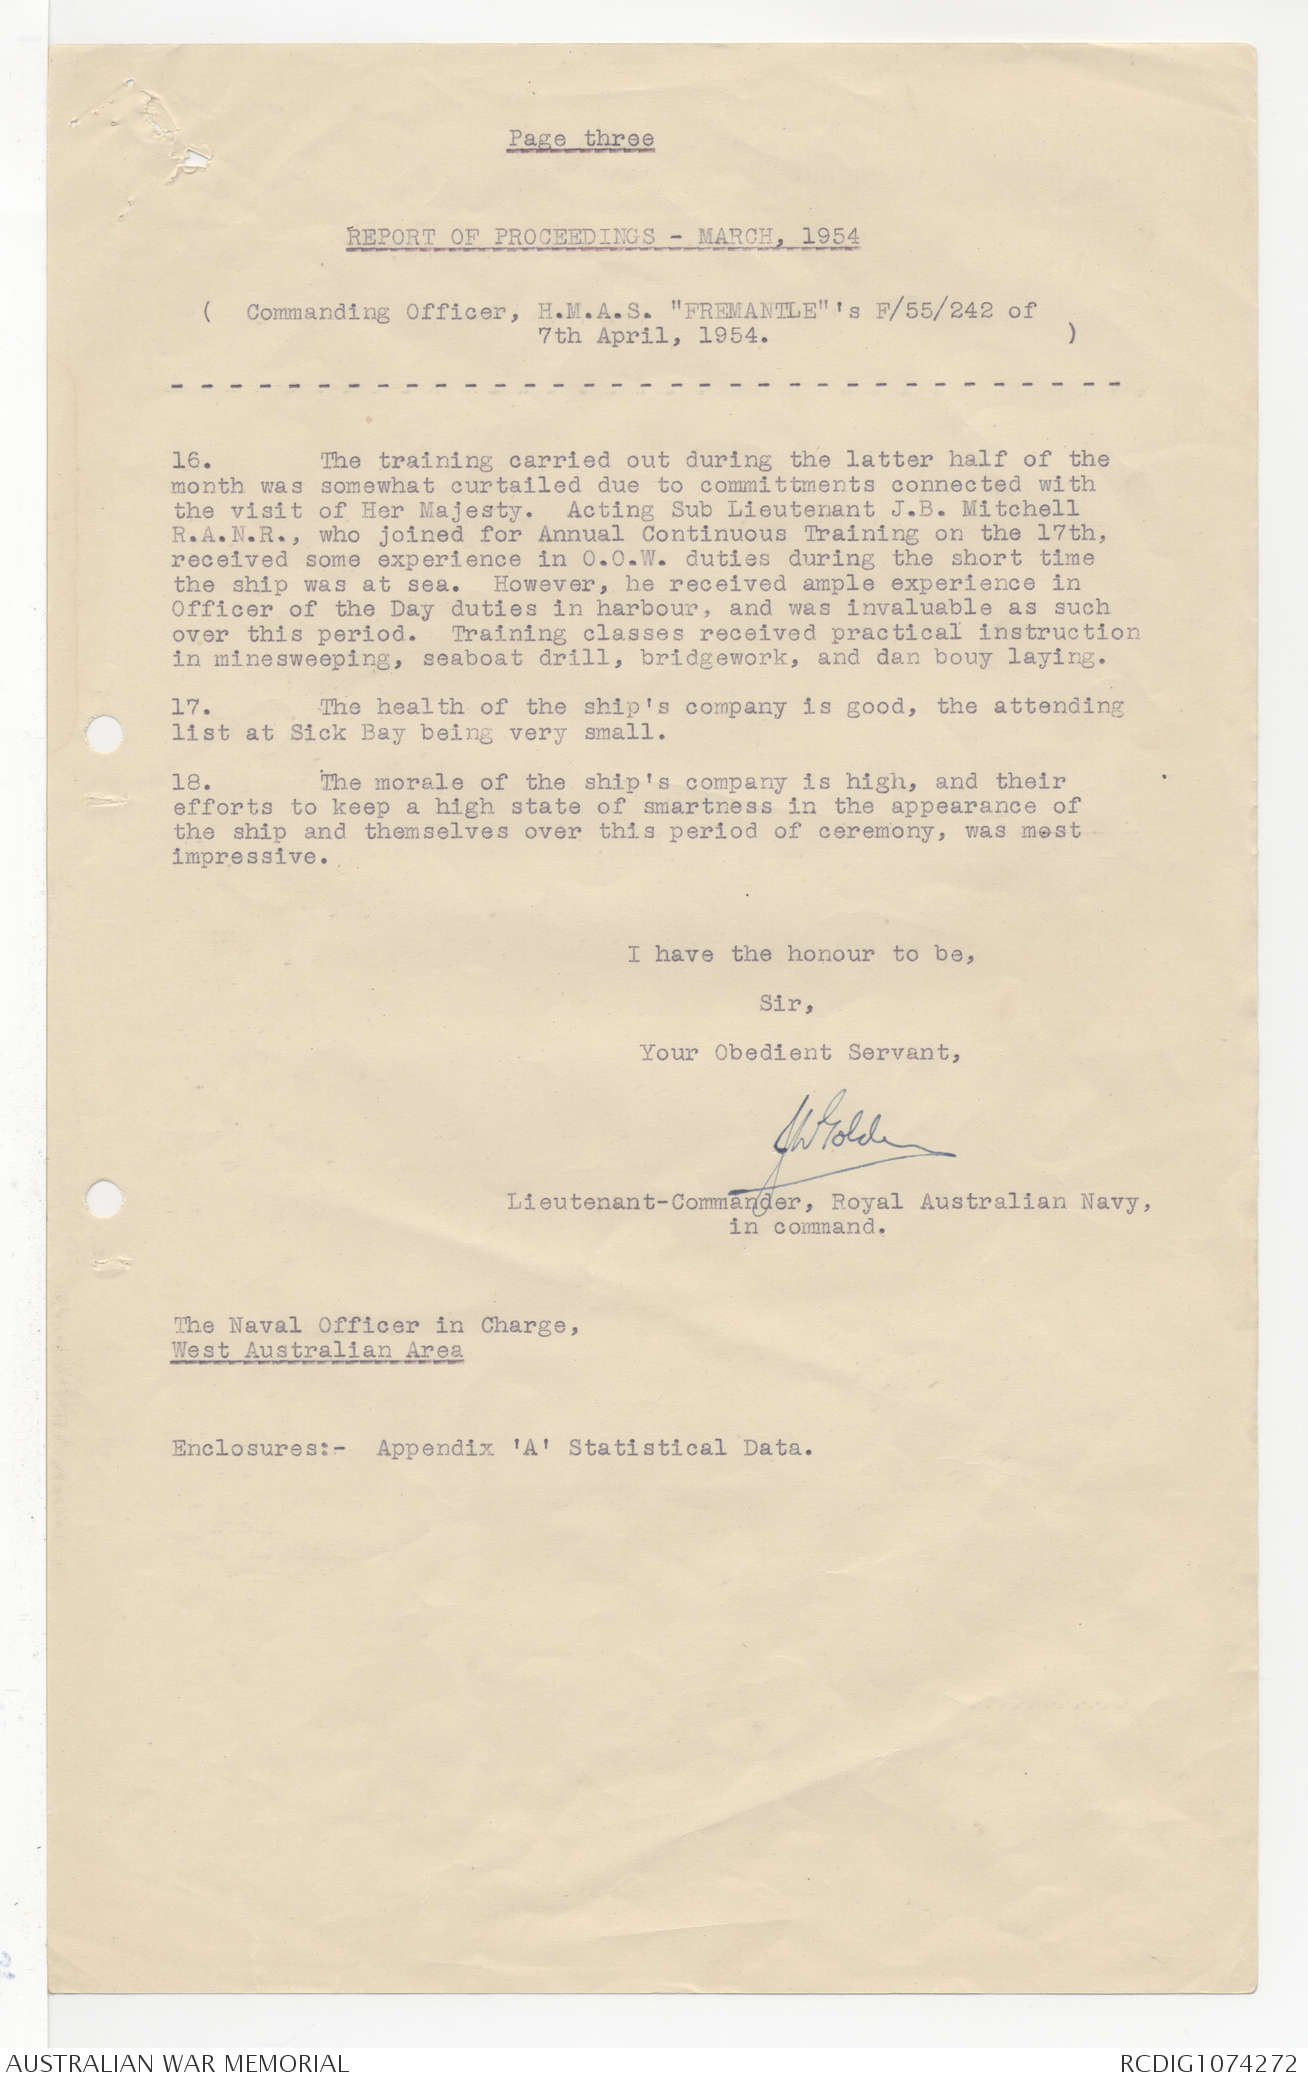 Page three
REPORT OF PROCEEDINGS - MARCH, 1954
( Commanding Officer, H.M.A.S. "FREMANTLE"'s F/55/242 of
7th April, 1954. )
- - - - - - - - - - - - - - - - - - - - - - - - - - - - - - - - -
16. The training carried out during the latter half of the
month was somewhat curtailed due to committments connected with
the visit of Her Majesty. Acting Sub Lieutenant J.B. Mitchell
R.A.N.R., who joined for Annual Continuous Training on the 17th,
received some experience in O.O.W. duties during the short time
the ship was at sea. However, he received ample experience in
Officer of the Day duties in harbour, and was invaluable as such
over this period. Training classes received practical instruction
in minesweeping, seaboat drill, bridgework, and dan bouy laying.
17. The health of the ship's company is good, the attending
list at Sick Bay being very small.
18. The morale of the ship's company is high, and their
efforts to keep a high state of smartness in the appearance of
the ship and themselves over this period of ceremony, was most
impressive.
I have the honour to be,
Sir,
Your Obedient Servant,
JWGolden
Lieutenant-Commander, Royal Australian Navy,
in command.
The Naval Officer in Charge,
West Australian Area
Enclosures:- Appendix 'A' Statistical Data.
AUSTRALIAN WAR MEMORIAL
RCDIG1074272